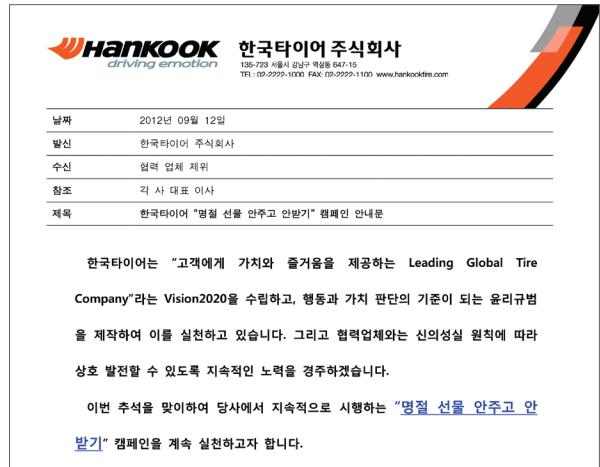 HANKOOK
driving emotion
한국타이어 주식회사
135-723 서울시 강남구 역삼동 647-15
TEL: 02-2222-1000 FAX: 02-2222-1100 www.hankooktire.com
날짜 2012년 09월 12일
발신 한국타이어 주식회사
수신 협력 업체 제위
참조 각 사 대표 이사
제목 한국타이어 "명절 선물 안주고 안받기" 캠페인 안내문
한국타이어는 "고객에게 가치와 즐거움을 제공하는 Leading Global Tire
Company"라는 Vision2020을 수립하고, 행동과 가치 판단의 기준이 되는 윤리규범
을 제작하여 이를 실천하고 있습니다. 그리고 협력업체와는 신의성실 원칙에 따라
상호 발전할 수 있도록 지속적인 노력을 경주하겠습니다.
이번 추석을 맞이하여 당사에서 지속적으로 시행하는 "명절 선물 안주고 안
받기" 캠페인을 계속 실천하고자 합니다.